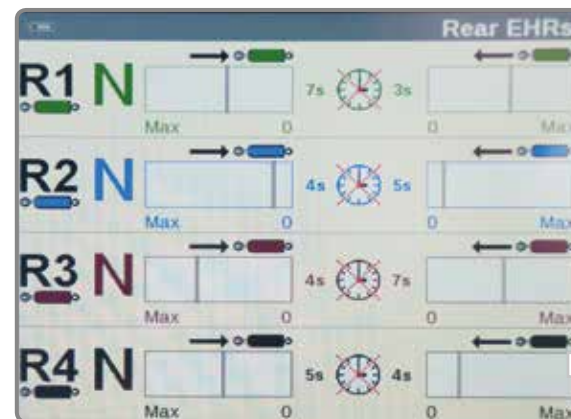 Rear EHRs
R1 N 7s 3s
Max 0 0 Max
R2 N 4s 5s
Max 0 0
R3 N 4s 7s
Max 0 0 Max
R4 N 5s 4s
Max 0 0 Max